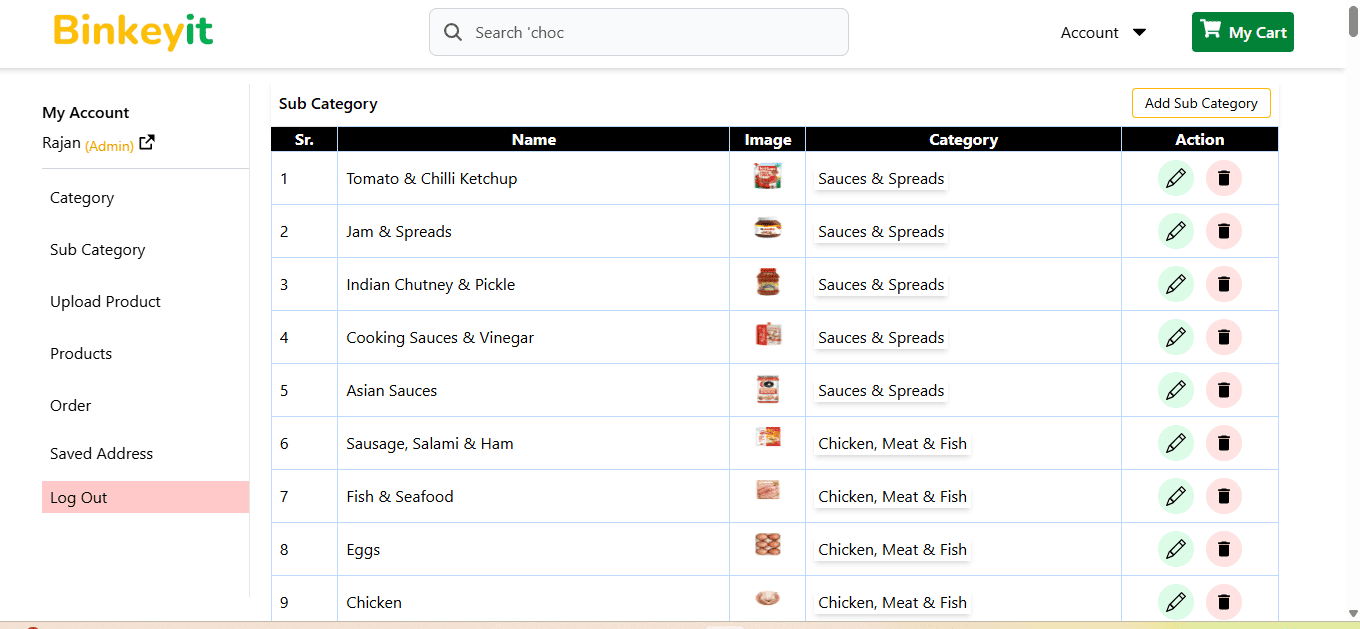 Binkeyit
Search 'choc
Account
My Cart
My Account
Rajan (Admin)
Category
Sub Category
Upload Product
Products
Order
Saved Address
Log Out
Sub Category
Add Sub Category
Sr. Name Image Category Action
1 Tomato & Chilli Ketchup Sauces & Spreads
2 Jam & Spreads Sauces & Spreads
3 Indian Chutney & Pickle Sauces & Spreads
4 Cooking Sauces & Vinegar Sauces & Spreads
5 Asian Sauces Sauces & Spreads
6 Sausage, Salami & Ham Chicken, Meat & Fish
7 Fish & Seafood Chicken, Meat & Fish
8 Eggs Chicken, Meat & Fish
9 Chicken Chicken, Meat & Fish